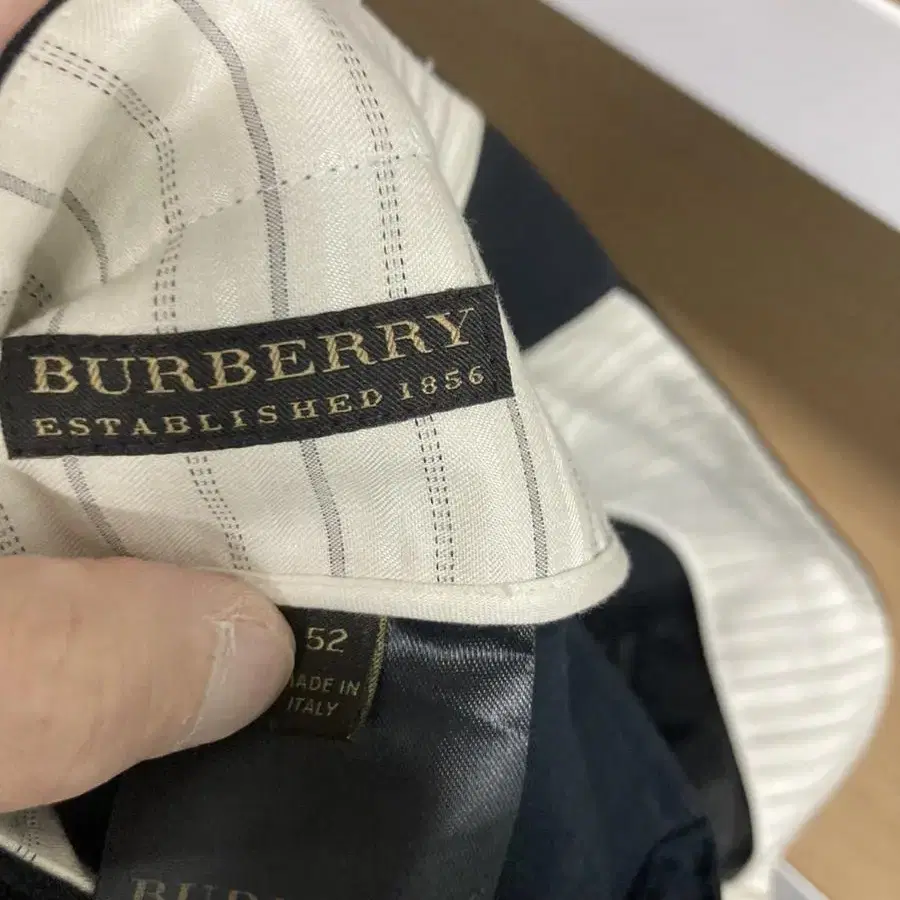 BURBERRY
ESTABLISHED 1856
52
MADE IN
ITALY